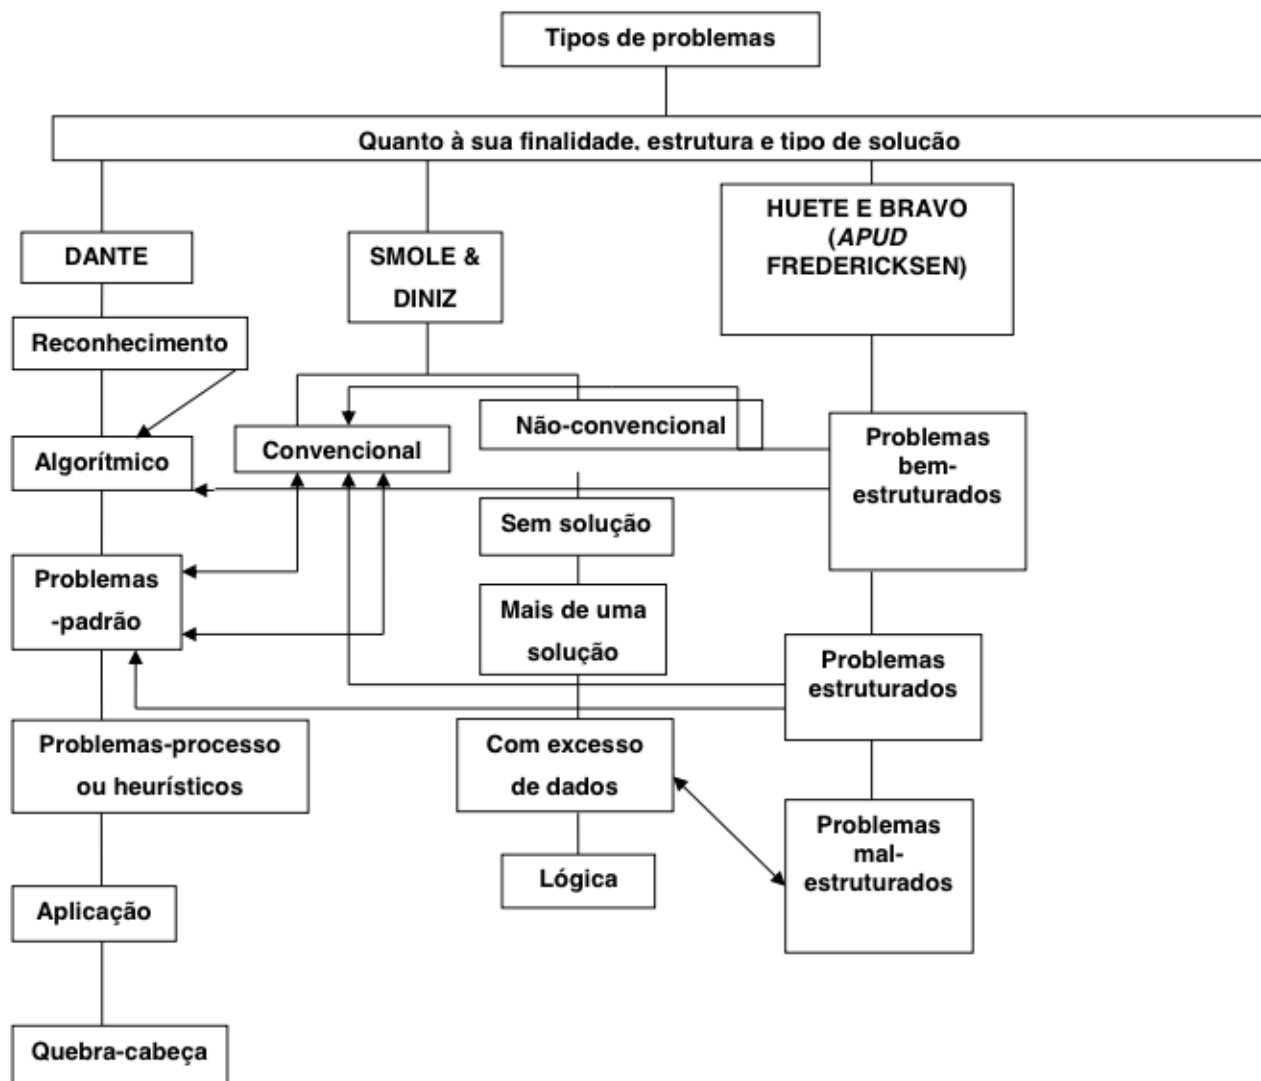 Tipos de problemas
Quanto à sua finalidade, estrutura e tipo de solução
DANTE
Reconhecimento
Algorítmico
Problemas
-padrão
Problemas-processo
ou heurísticos
Aplicação
Quebra-cabeça
SMOLE &
DINIZ
Convencional
Não-convencional
Sem solução
Mais de uma
solução
Com excesso
de dados
Lógica
HUETE E BRAVO
(APUD
FREDERICKSEN)
Problemas
bem-
estruturados
Problemas
estruturados
Problemas
mal-
estruturados